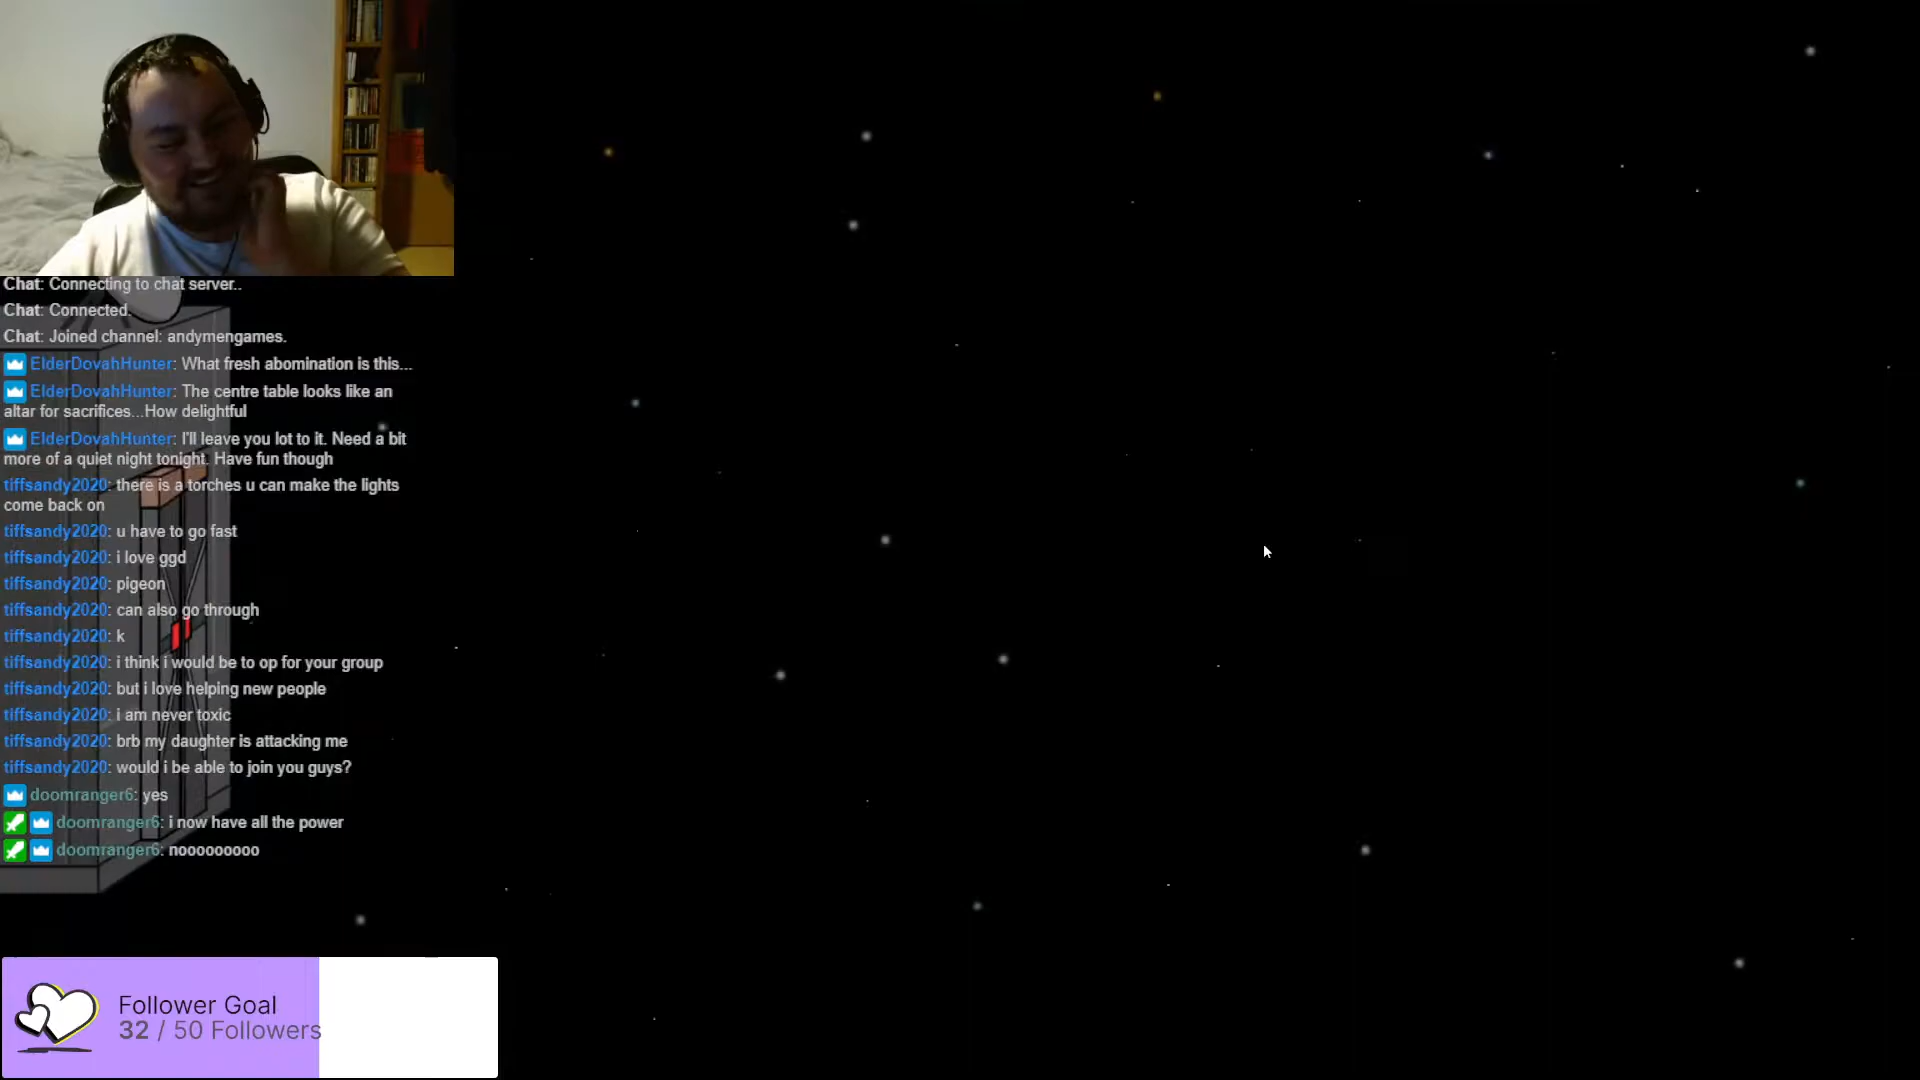 Chat: Connecting to chat server..
Chat: Connected.
Chat: Joined channel: andymengames.
ElderDovahHunter: What fresh abomination is this...
ElderDovahHunter: The centre table looks like an
altar for sacrifices...How delightful
ElderDovahHunter: I'll leave you lot to it. Need a bit
more of a quiet night tonight. Have fun though
tiffsandy2020: there is a torches u can make the lights
come back on
tiffsandy2020: u have to go fast
tiffsandy2020: i love ggd
tiffsandy2020: pigeon
tiffsandy2020: can also go through
tiffsandy2020: k
tiffsandy2020: i think i would be to op for your group
tiffsandy2020: but i love helping new people
tiffsandy2020: i am never toxic
tiffsandy2020: brb my daughter is attacking me
tiffsandy2020: would i be able to join you guys?
doomranger6: yes
doomranger6: i now have all the power
doomranger6: nooooooooo
Follower Goal
32 / 50 Followers